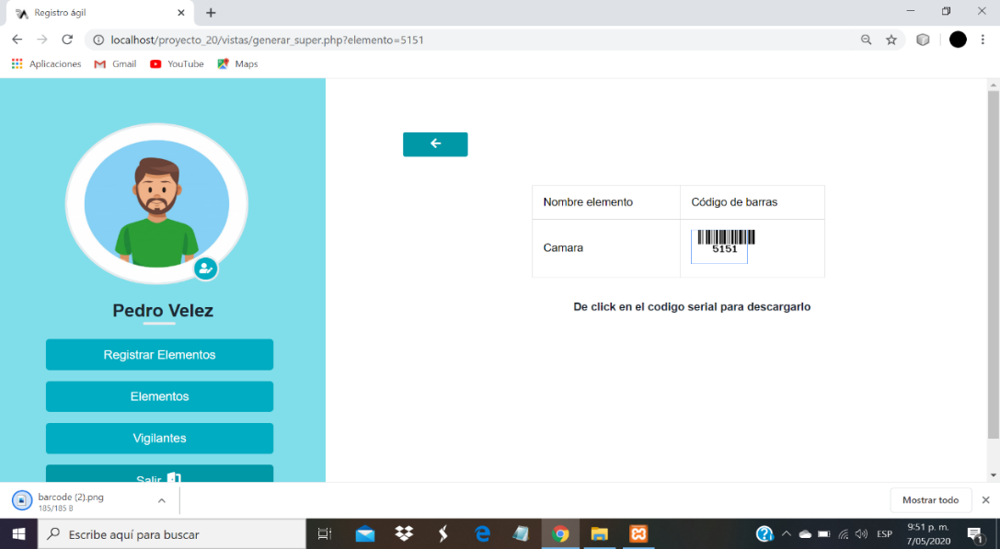 Registro ágil
localhost/proyecto_20/vistas/generar_super.php?elemento=5151
Aplicaciones
Gmail
YouTube
Maps
Pedro Velez
Registrar Elementos
Elementos
Vigilantes
Salir
Nombre elemento
Código de barras
Camara
5151
De click en el codigo serial para descargarlo
barcode (2).png
185/185 B
Mostrar todo
Escribe aquí para buscar
ESP
9:51 p. m.
7/05/2020
1